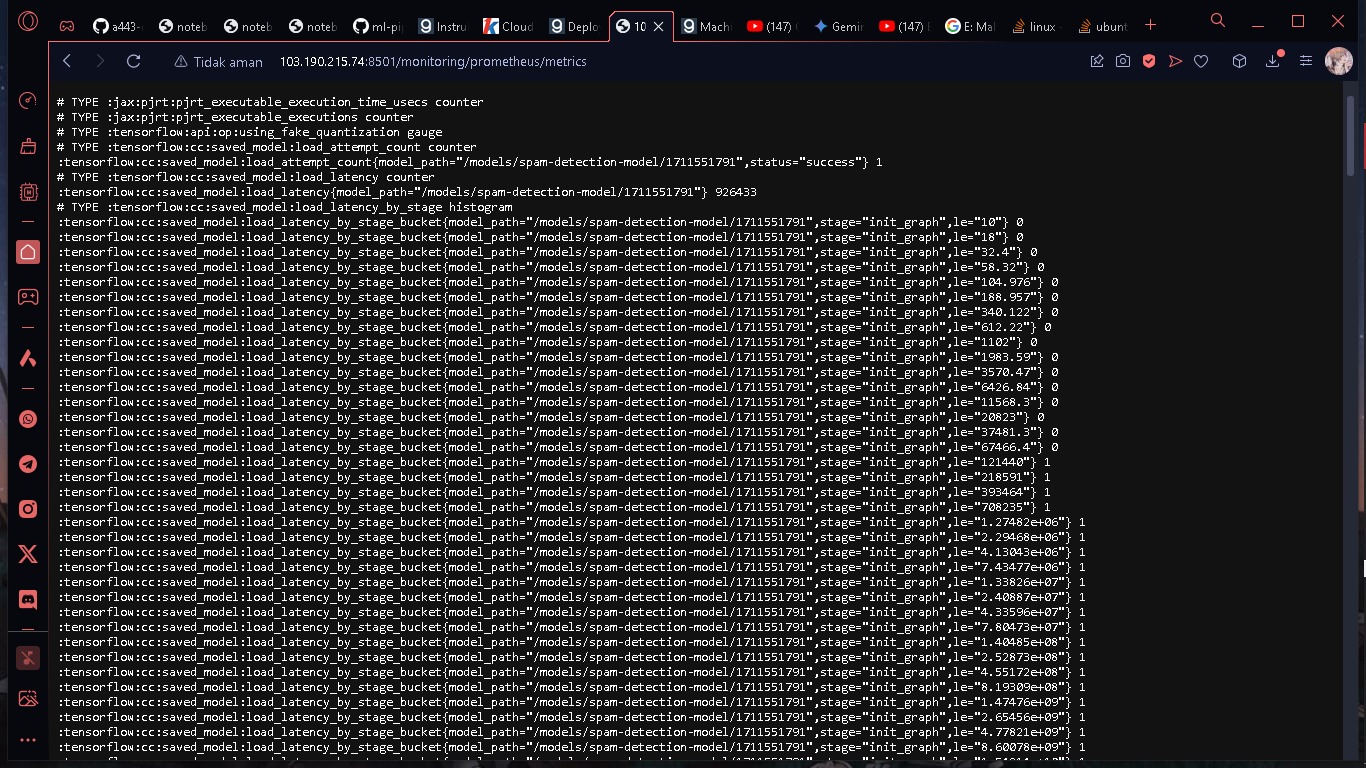 a443-
noteb
noteb
noteb
ml-pip
Instru
Cloud
Deplo
10
Machi
(147)
Gemin
(147)
E: Mal
linux -
ubunt
Tidak aman
103.190.215.74:8501/monitoring/prometheus/metrics
# TYPE :jax:pjrt:pjrt_executable_execution_time_usecs counter
# TYPE :jax:pjrt:pjrt_executable_executions counter
# TYPE :tensorflow:api:op:using_fake_quantization gauge
# TYPE :tensorflow:cc:saved_model:load_attempt_count counter
:tensorflow:cc:saved_model:load_attempt_count{model_path="/models/spam-detection-model/1711551791",status="success"} 1
# TYPE :tensorflow:cc:saved_model:load_latency counter
:tensorflow:cc:saved_model:load_latency{model_path="/models/spam-detection-model/1711551791"} 926433
# TYPE :tensorflow:cc:saved_model:load_latency_by_stage histogram
:tensorflow:cc:saved_model:load_latency_by_stage_bucket{model_path="/models/spam-detection-model/1711551791",stage="init_graph",le="10"} 0
:tensorflow:cc:saved_model:load_latency_by_stage_bucket{model_path="/models/spam-detection-model/1711551791",stage="init_graph",le="18"} 0
:tensorflow:cc:saved_model:load_latency_by_stage_bucket{model_path="/models/spam-detection-model/1711551791",stage="init_graph",le="32.4"} 0
:tensorflow:cc:saved_model:load_latency_by_stage_bucket{model_path="/models/spam-detection-model/1711551791",stage="init_graph",le="58.32"} 0
:tensorflow:cc:saved_model:load_latency_by_stage_bucket{model_path="/models/spam-detection-model/1711551791",stage="init_graph",le="104.976"} 0
:tensorflow:cc:saved_model:load_latency_by_stage_bucket{model_path="/models/spam-detection-model/1711551791",stage="init_graph",le="188.957"} 0
:tensorflow:cc:saved_model:load_latency_by_stage_bucket{model_path="/models/spam-detection-model/1711551791",stage="init_graph",le="340.122"} 0
:tensorflow:cc:saved_model:load_latency_by_stage_bucket{model_path="/models/spam-detection-model/1711551791",stage="init_graph",le="612.22"} 0
:tensorflow:cc:saved_model:load_latency_by_stage_bucket{model_path="/models/spam-detection-model/1711551791",stage="init_graph",le="1102"} 0
:tensorflow:cc:saved_model:load_latency_by_stage_bucket{model_path="/models/spam-detection-model/1711551791",stage="init_graph",le="1983.59"} 0
:tensorflow:cc:saved_model:load_latency_by_stage_bucket{model_path="/models/spam-detection-model/1711551791",stage="init_graph",le="3570.47"} 0
:tensorflow:cc:saved_model:load_latency_by_stage_bucket{model_path="/models/spam-detection-model/1711551791",stage="init_graph",le="6426.84"} 0
:tensorflow:cc:saved_model:load_latency_by_stage_bucket{model_path="/models/spam-detection-model/1711551791",stage="init_graph",le="11568.3"} 0
:tensorflow:cc:saved_model:load_latency_by_stage_bucket{model_path="/models/spam-detection-model/1711551791",stage="init_graph",le="20823"} 0
:tensorflow:cc:saved_model:load_latency_by_stage_bucket{model_path="/models/spam-detection-model/1711551791",stage="init_graph",le="37481.3"} 0
:tensorflow:cc:saved_model:load_latency_by_stage_bucket{model_path="/models/spam-detection-model/1711551791",stage="init_graph",le="67466.4"} 0
:tensorflow:cc:saved_model:load_latency_by_stage_bucket{model_path="/models/spam-detection-model/1711551791",stage="init_graph",le="121440"} 1
:tensorflow:cc:saved_model:load_latency_by_stage_bucket{model_path="/models/spam-detection-model/1711551791",stage="init_graph",le="218591"} 1
:tensorflow:cc:saved_model:load_latency_by_stage_bucket{model_path="/models/spam-detection-model/1711551791",stage="init_graph",le="393464"} 1
:tensorflow:cc:saved_model:load_latency_by_stage_bucket{model_path="/models/spam-detection-model/1711551791",stage="init_graph",le="708235"} 1
:tensorflow:cc:saved_model:load_latency_by_stage_bucket{model_path="/models/spam-detection-model/1711551791",stage="init_graph",le="1.27482e+06"} 1
:tensorflow:cc:saved_model:load_latency_by_stage_bucket{model_path="/models/spam-detection-model/1711551791",stage="init_graph",le="2.29468e+06"} 1
:tensorflow:cc:saved_model:load_latency_by_stage_bucket{model_path="/models/spam-detection-model/1711551791",stage="init_graph",le="4.13043e+06"} 1
:tensorflow:cc:saved_model:load_latency_by_stage_bucket{model_path="/models/spam-detection-model/1711551791",stage="init_graph",le="7.43477e+06"} 1
:tensorflow:cc:saved_model:load_latency_by_stage_bucket{model_path="/models/spam-detection-model/1711551791",stage="init_graph",le="1.33826e+07"} 1
:tensorflow:cc:saved_model:load_latency_by_stage_bucket{model_path="/models/spam-detection-model/1711551791",stage="init_graph",le="2.40887e+07"} 1
:tensorflow:cc:saved_model:load_latency_by_stage_bucket{model_path="/models/spam-detection-model/1711551791",stage="init_graph",le="4.33596e+07"} 1
:tensorflow:cc:saved_model:load_latency_by_stage_bucket{model_path="/models/spam-detection-model/1711551791",stage="init_graph",le="7.80473e+07"} 1
:tensorflow:cc:saved_model:load_latency_by_stage_bucket{model_path="/models/spam-detection-model/1711551791",stage="init_graph",le="1.40485e+08"} 1
:tensorflow:cc:saved_model:load_latency_by_stage_bucket{model_path="/models/spam-detection-model/1711551791",stage="init_graph",le="2.52873e+08"} 1
:tensorflow:cc:saved_model:load_latency_by_stage_bucket{model_path="/models/spam-detection-model/1711551791",stage="init_graph",le="4.55172e+08"} 1
:tensorflow:cc:saved_model:load_latency_by_stage_bucket{model_path="/models/spam-detection-model/1711551791",stage="init_graph",le="8.19309e+08"} 1
:tensorflow:cc:saved_model:load_latency_by_stage_bucket{model_path="/models/spam-detection-model/1711551791",stage="init_graph",le="1.47476e+09"} 1
:tensorflow:cc:saved_model:load_latency_by_stage_bucket{model_path="/models/spam-detection-model/1711551791",stage="init_graph",le="2.65456e+09"} 1
:tensorflow:cc:saved_model:load_latency_by_stage_bucket{model_path="/models/spam-detection-model/1711551791",stage="init_graph",le="4.77821e+09"} 1
:tensorflow:cc:saved_model:load_latency_by_stage_bucket{model_path="/models/spam-detection-model/1711551791",stage="init_graph",le="8.60078e+09"} 1